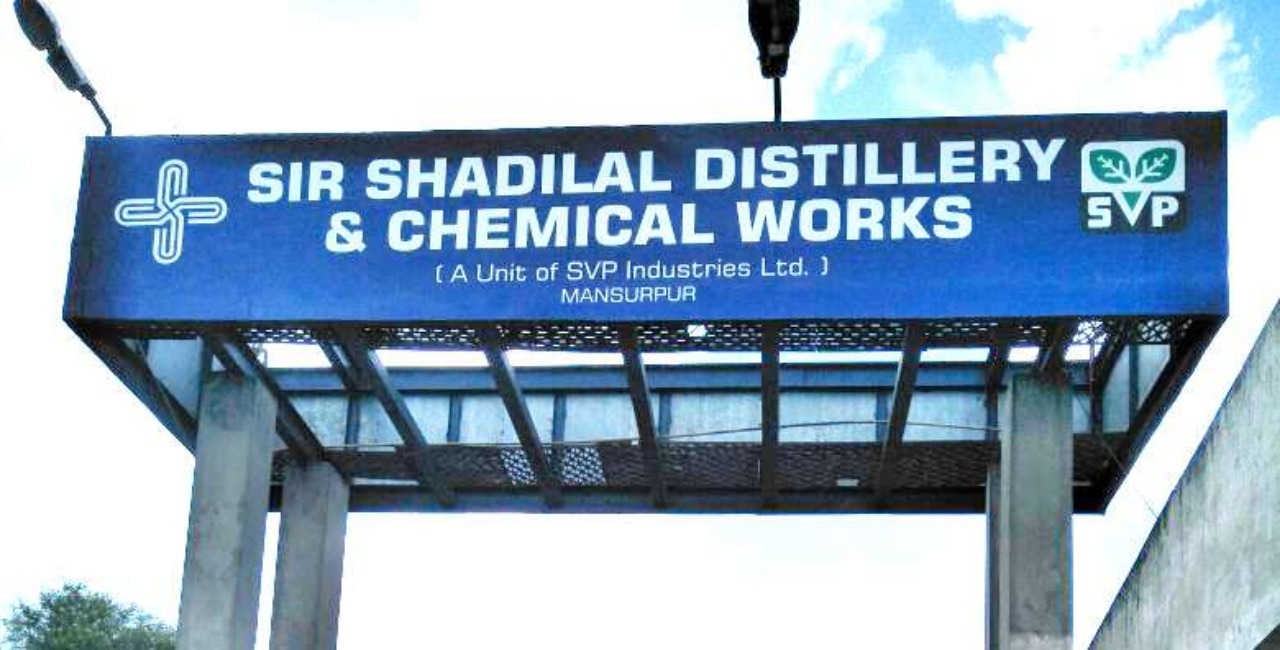 SIR SHADILAL DISTILLERY
& CHEMICAL WORKS
( A Unit of SVP Industries Ltd. )
MANSURPUR
SVP